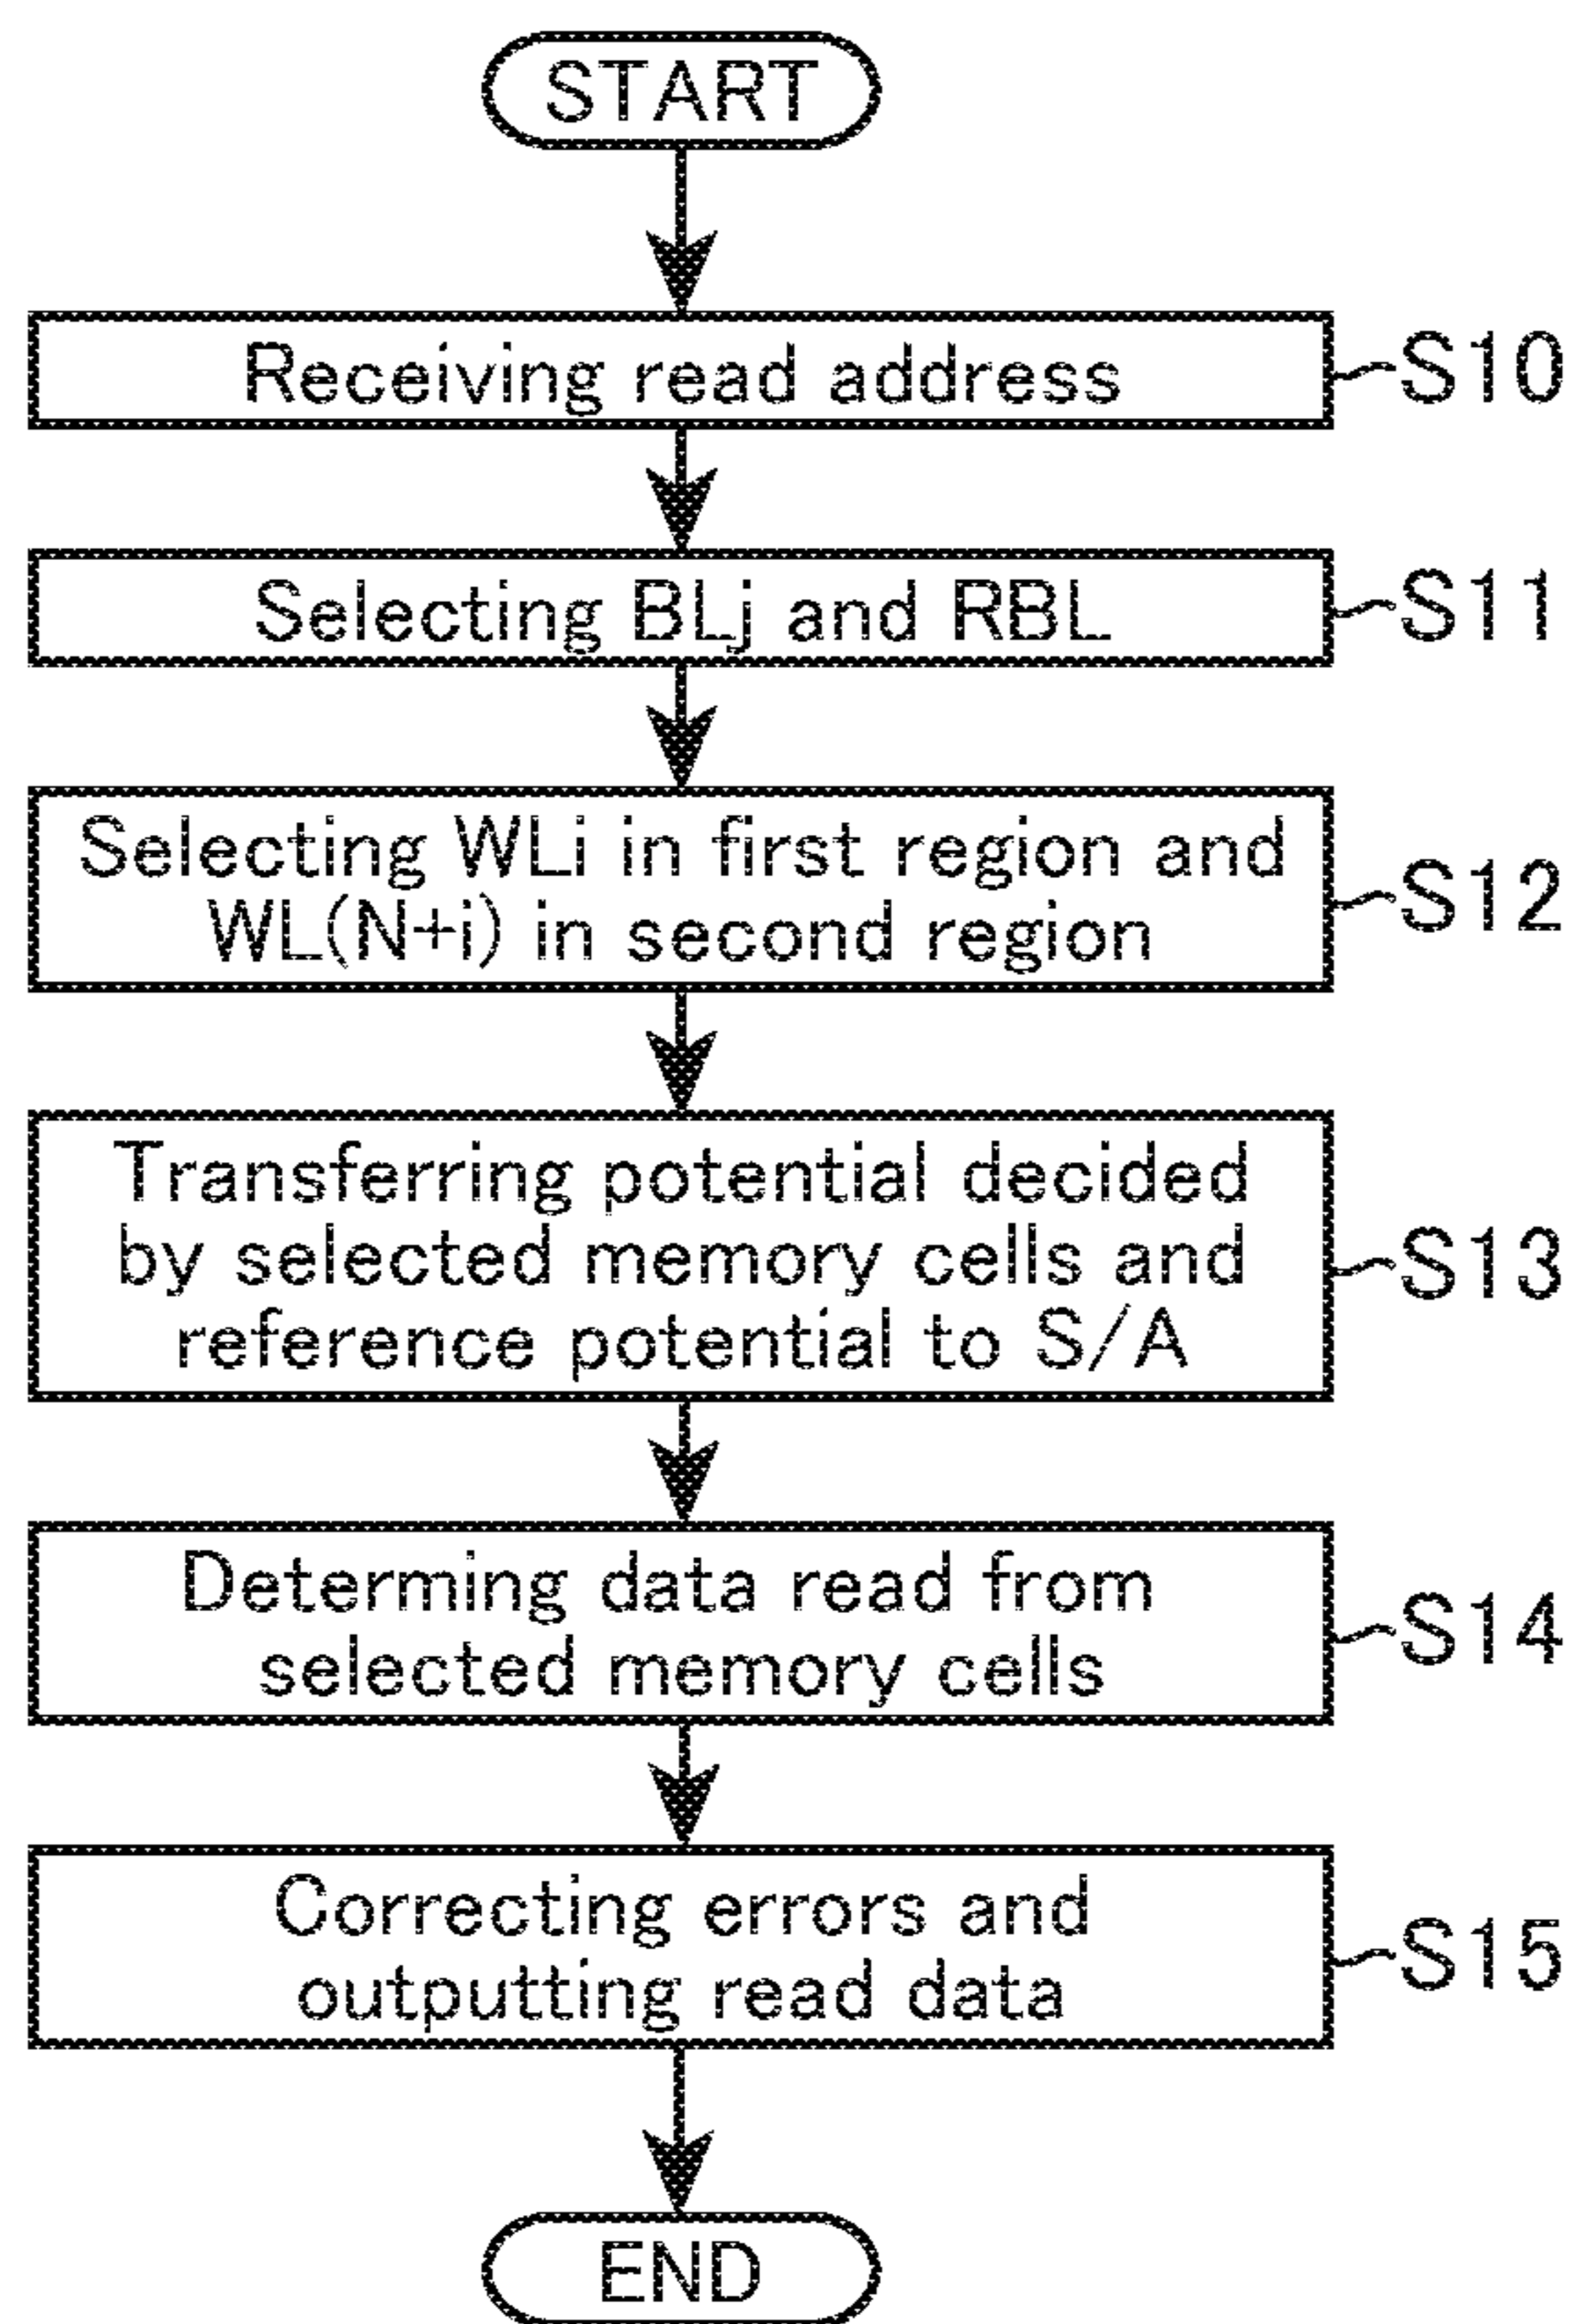 START
Receiving read address
S10
Selecting BLj and RBL
S11
Selecting WLi in first region and
WL(N+i) in second region
S12
Transferring potential decided
by selected memory cells and
reference potential to S/A
S13
Determing data read from
selected memory cells
S14
Correcting errors and
outputting read data
S15
END